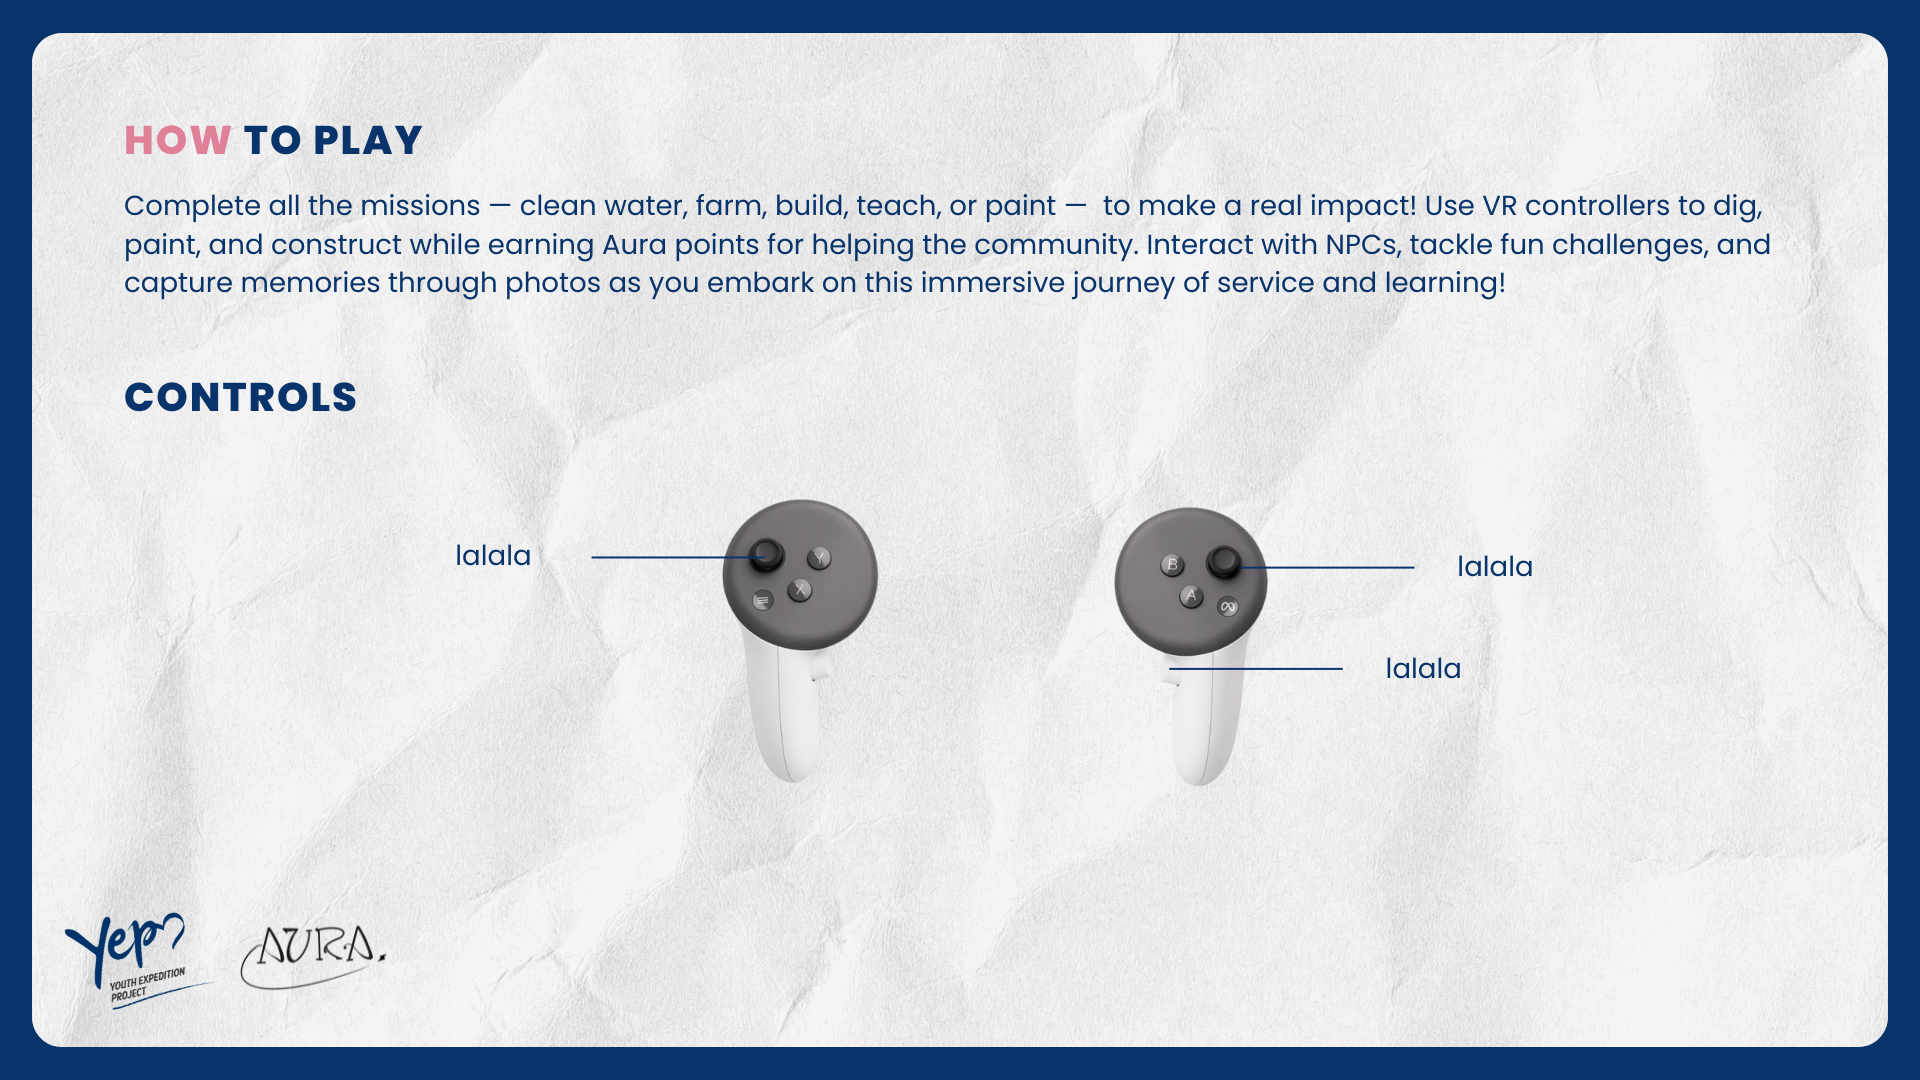 HOW TO PLAY
Complete all the missions — clean water, farm, build, teach, or paint —  to make a real impact! Use VR controllers to dig,
paint, and construct while earning Aura points for helping the community. Interact with NPCs, tackle fun challenges, and
capture memories through photos as you embark on this immersive journey of service and learning!
CONTROLS
lalala
Y
X
B
A
lalala
lalala
Yep
YOUTH EXPEDITION
PROJECT
AURA.